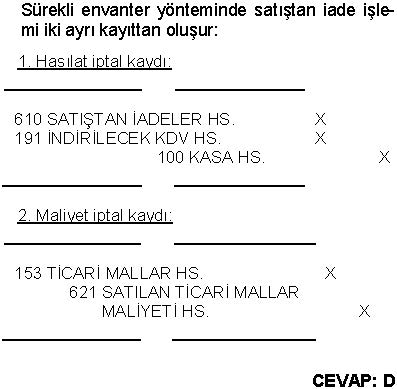 Sürekli envanter yönteminde satıştan iade işle-
mi iki ayrı kayıttan oluşur:
1. Hasılat iptal kaydı:
610 SATIŞTAN İADELER HS. X
191 İNDİRİLECEK KDV HS. X
100 KASA HS. X
2. Maliyet iptal kaydı:
153 TİCARİ MALLAR HS. X
621 SATILAN TİCARİ MALLAR
MALİYETİ HS. X
CEVAP: D